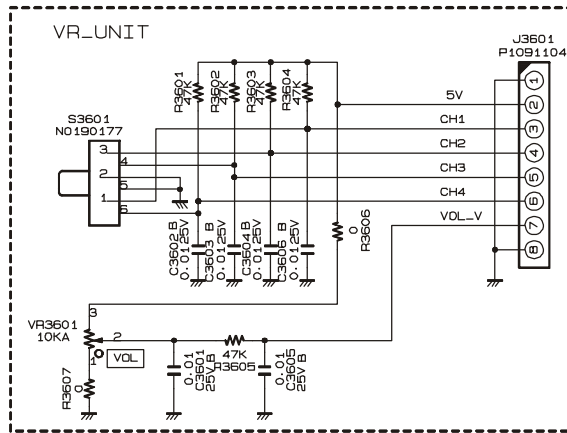 VR_UNIT
J3601
P1091104
R3601
47K
R3602
47K
R3603
47K
R3604
47K
1
5V
2
CH1
3
CH2
4
CH3
5
CH4
6
VOL_V
7
8
S3601
N0190177
3
4
2
5
1
6
C3602 B
0.01 25V
C3603 B
0.01 25V
C3604 B
0.01 25V
C3606 B
0.01 25V
0
R3606
3
VR3601
10KA
2
1
VOL
R3607
0
0.01
C3601
25V B
47K
R3605
0.01
C3605
25V B